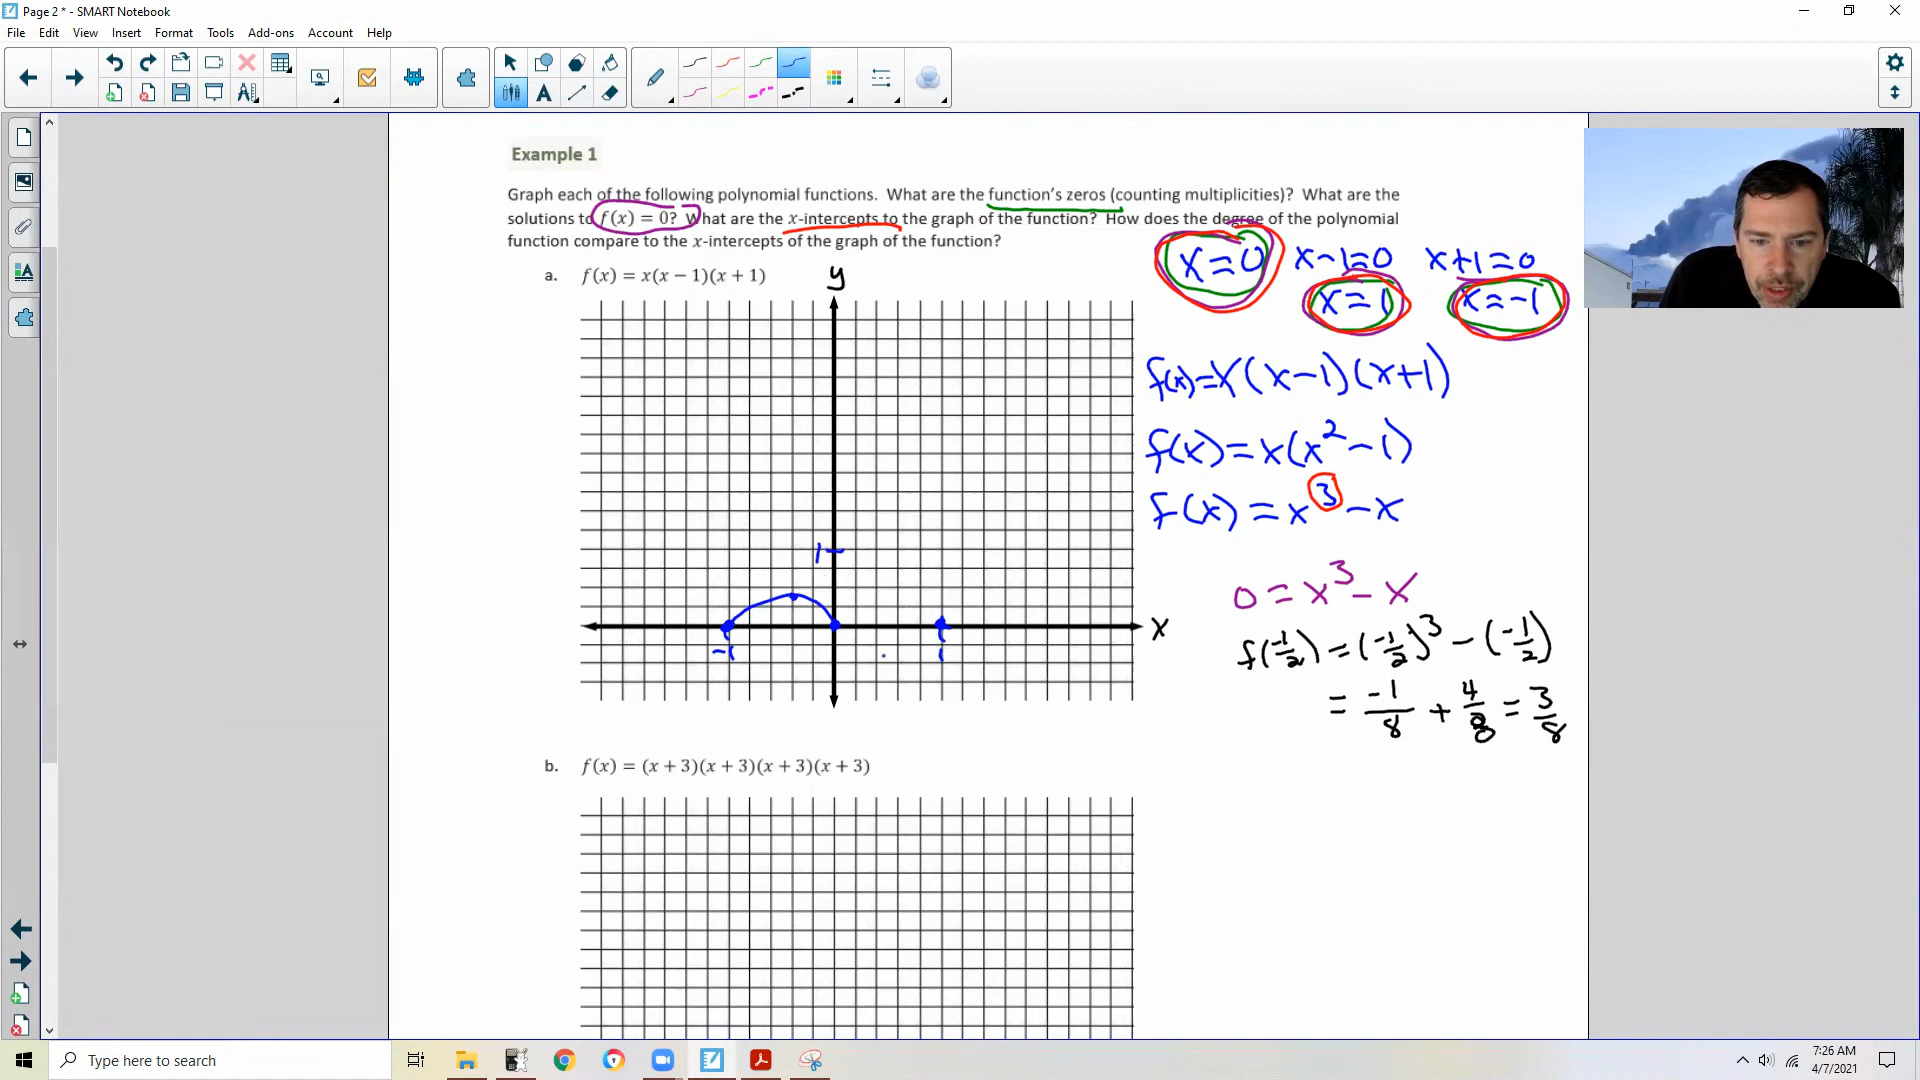 Page 2 * - SMART Notebook
File Edit View Insert Format Tools Add-ons Account Help
Example 1
Graph each of the following polynomial functions. What are the function's zeros (counting multiplicities)? What are the
solutions to f(x) = 0? What are the x-intercepts to the graph of the function? How does the degree of the polynomial
function compare to the x-intercepts of the graph of the function?
a. f(x) = x(x − 1)(x + 1)
y
x=0 x-1=0 x+1=0
x=1 x=-1
f(x)=x(x-1)(x+1)
f(x)=x(x²-1)
f(x)=x³-x
1
0=x³-x
x
-1 1
f(-1/2)=(-1/2)³-(-1/2)
= -1/8 + 4/8 = 3/8
b. f(x) = (x + 3)(x + 3)(x + 3)(x + 3)
Type here to search
7:26 AM
4/7/2021